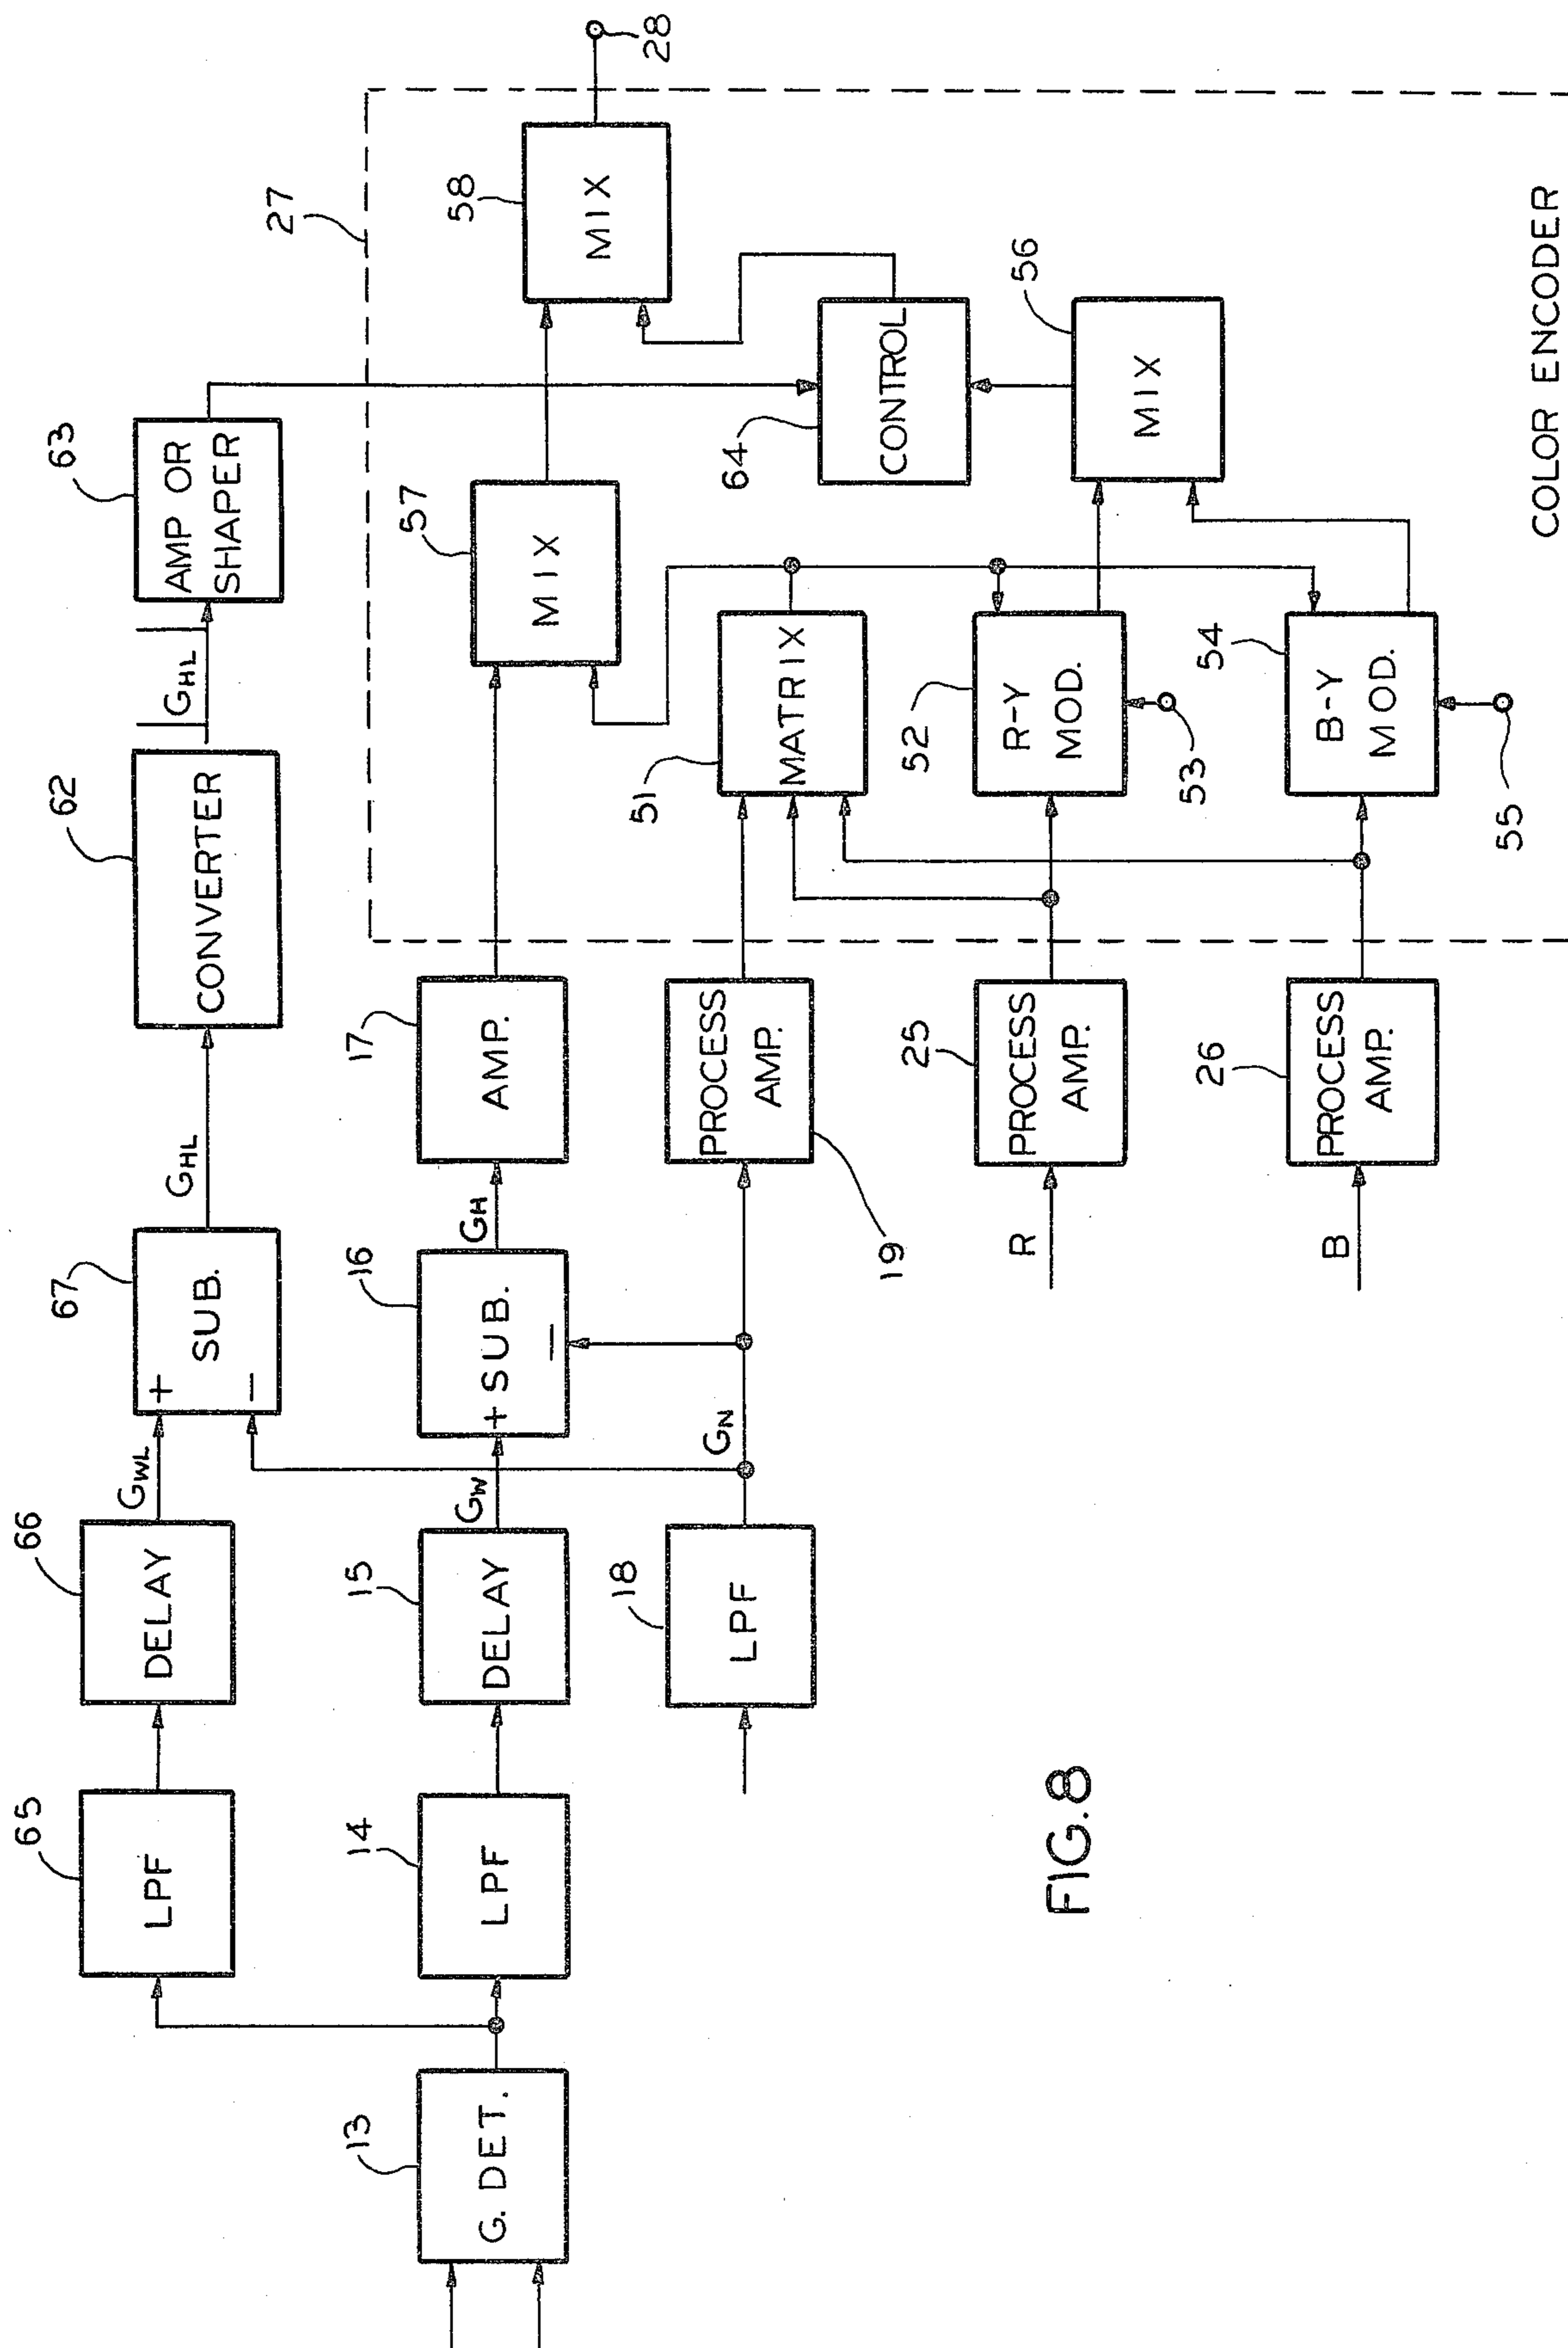 65
LPF
66
DELAY
GWL
67
SUB.
+
−
GHL
62
CONVERTER
|GHL|
63
AMP OR
SHAPER
13
G. DET.
14
LPF
15
DELAY
GW
16
+ SUB.
−
GH
17
AMP.
18
LPF
GN
19
PROCESS
AMP.
R
25
PROCESS
AMP.
B
26
PROCESS
AMP.
27
57
MIX
58
MIX
28
51
MATRIX
52
R-Y
MOD.
53
54
B-Y
MOD.
55
64
CONTROL
56
MIX
COLOR ENCODER
FIG.8